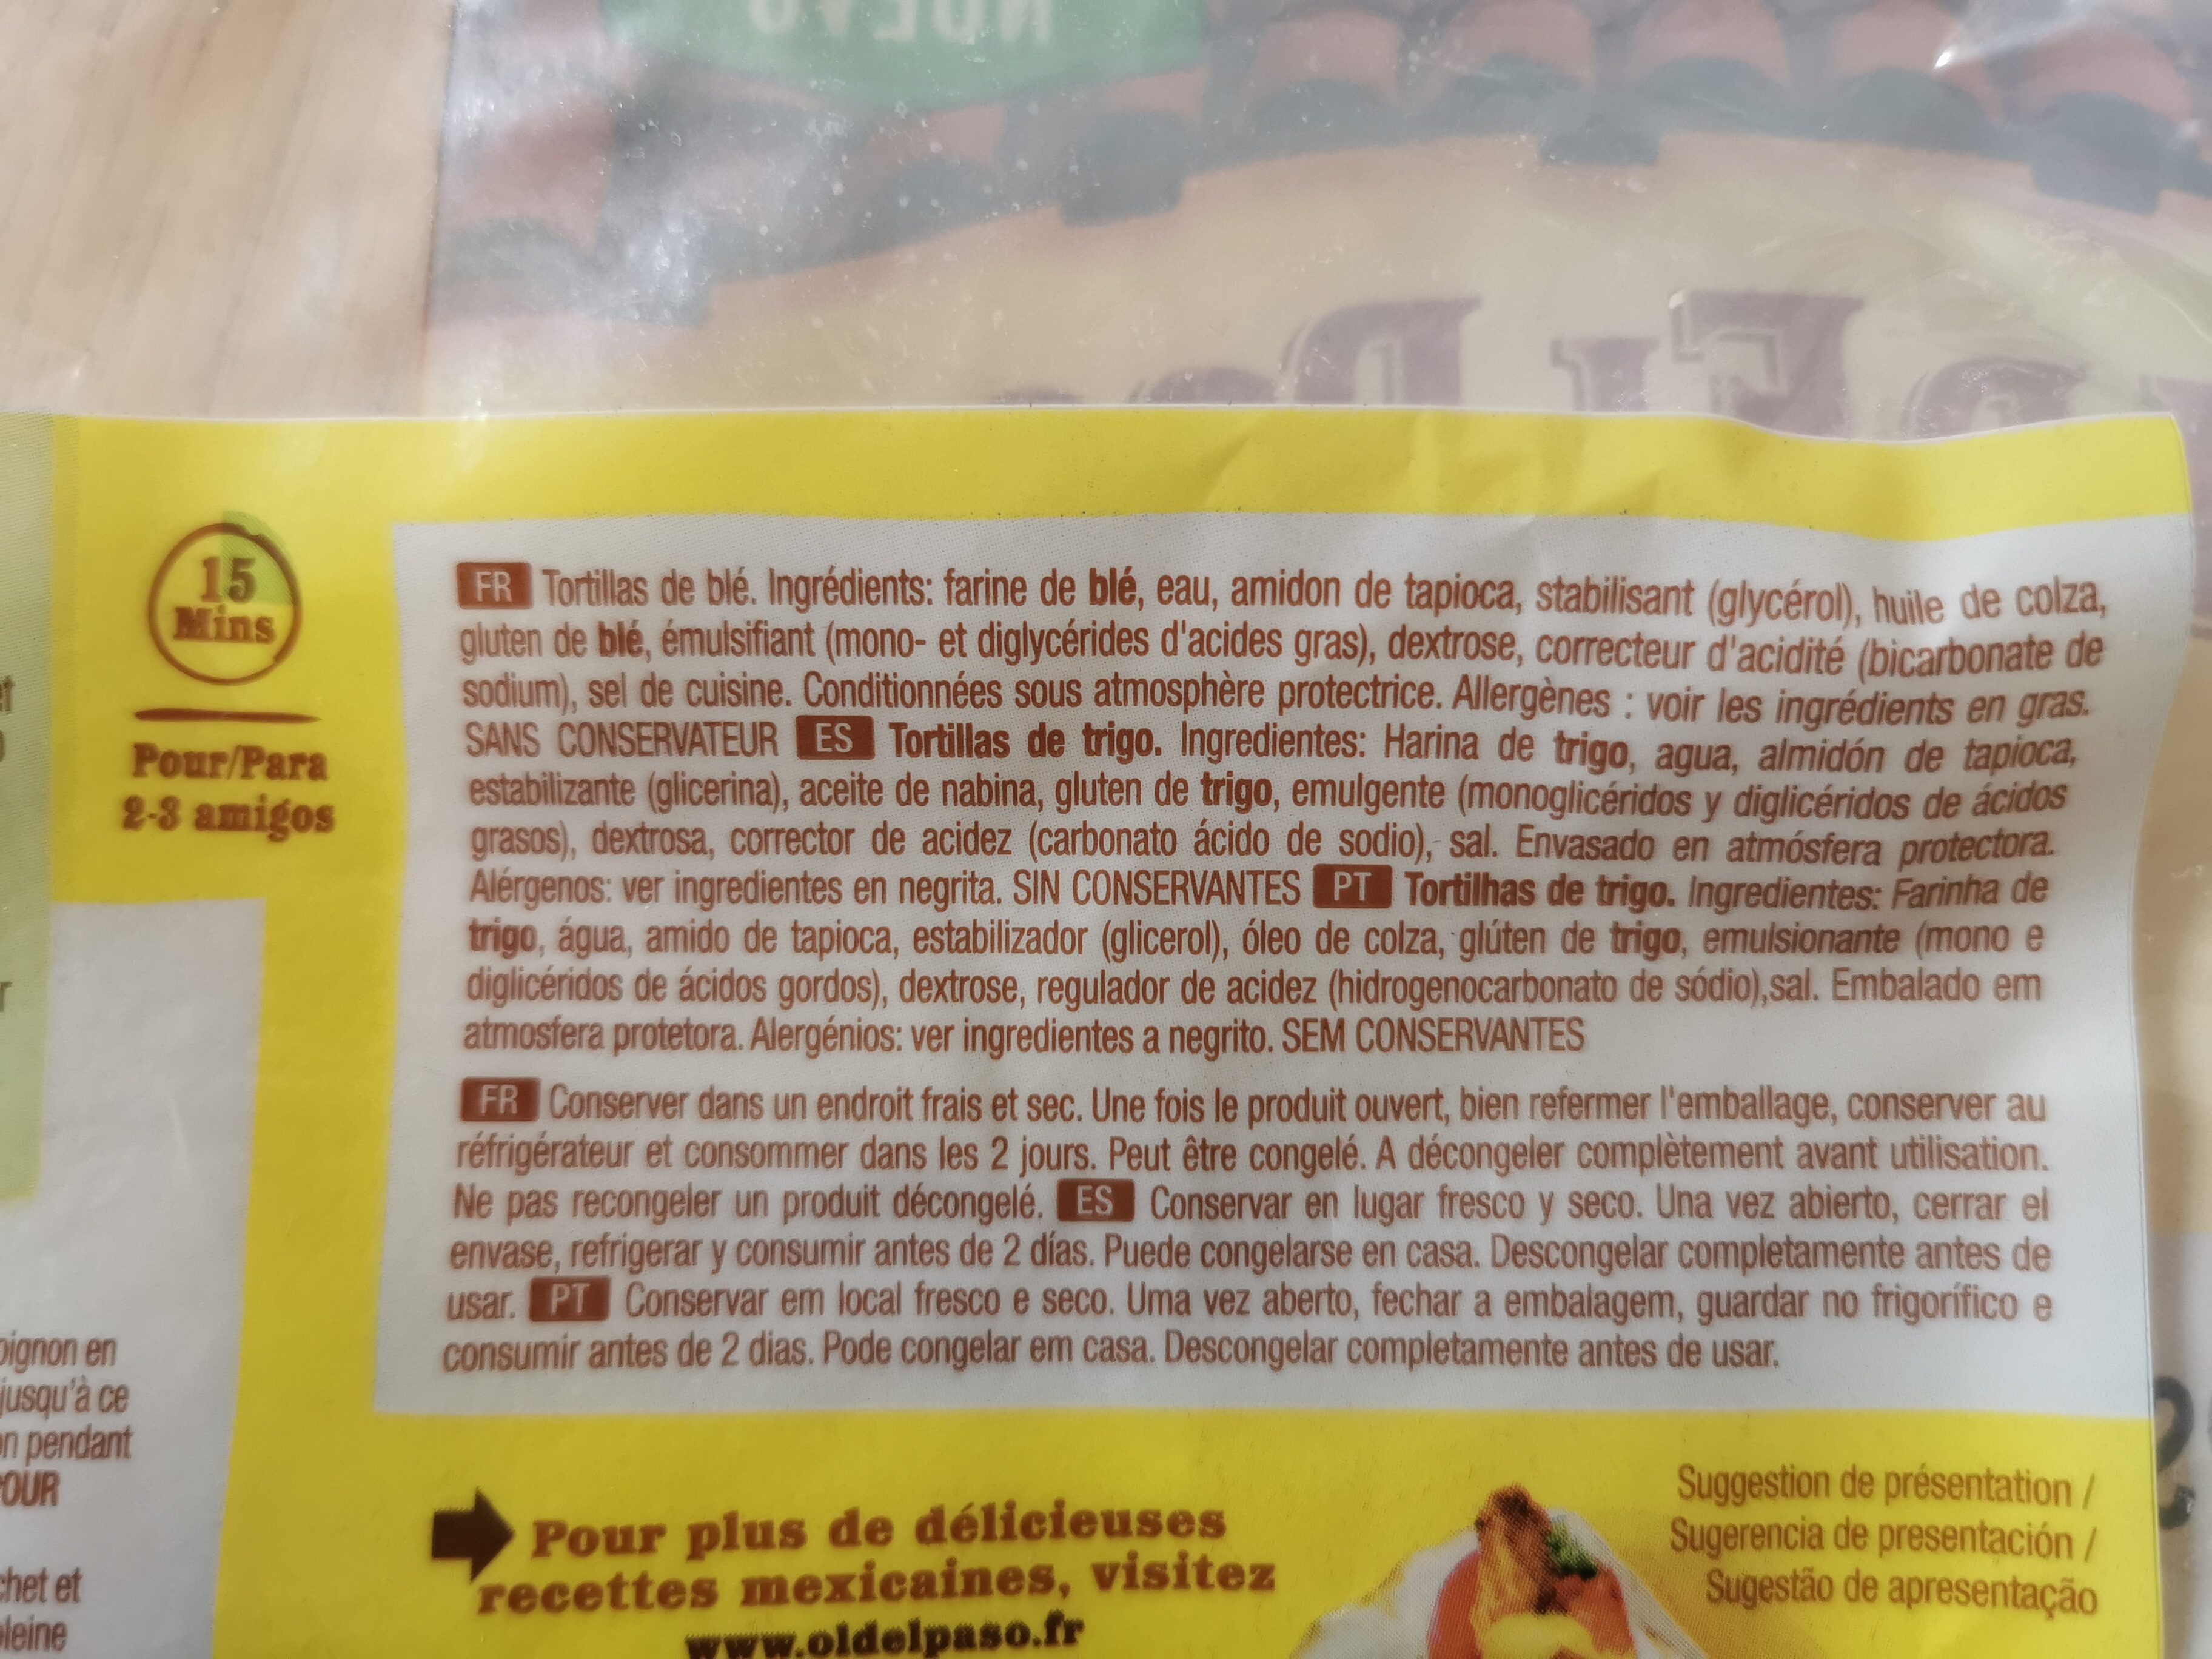 NUEVO
15
Mins
Pour/Para
2-3 amigos
FR Tortillas de blé. Ingrédients: farine de blé, eau, amidon de tapioca, stabilisant (glycérol), huile de colza,
gluten de blé, émulsifiant (mono- et diglycérides d'acides gras), dextrose, correcteur d'acidité (bicarbonate de
sodium), sel de cuisine. Conditionnées sous atmosphère protectrice. Allergènes : voir les ingrédients en gras.
SANS CONSERVATEUR ES Tortillas de trigo. Ingredientes: Harina de trigo, agua, almidón de tapioca,
estabilizante (glicerina), aceite de nabina, gluten de trigo, emulgente (monoglicéridos y diglicéridos de ácidos
grasos), dextrosa, corrector de acidez (carbonato ácido de sodio), sal. Envasado en atmósfera protectora.
Alérgenos: ver ingredientes en negrita. SIN CONSERVANTES PT Tortilhas de trigo. Ingredientes: Farinha de
trigo, água, amido de tapioca, estabilizador (glicerol), óleo de colza, glúten de trigo, emulsionante (mono e
diglicéridos de ácidos gordos), dextrose, regulador de acidez (hidrogenocarbonato de sódio),sal. Embalado em
atmosfera protetora. Alergénios: ver ingredientes a negrito. SEM CONSERVANTES
FR Conserver dans un endroit frais et sec. Une fois le produit ouvert, bien refermer l'emballage, conserver au
réfrigérateur et consommer dans les 2 jours. Peut être congelé. A décongeler complètement avant utilisation.
Ne pas recongeler un produit décongelé. ES Conservar en lugar fresco y seco. Una vez abierto, cerrar el
envase, refrigerar y consumir antes de 2 días. Puede congelarse en casa. Descongelar completamente antes de
usar. PT Conservar em local fresco e seco. Uma vez aberto, fechar a embalagem, guardar no frigorífico e
consumir antes de 2 dias. Pode congelar em casa. Descongelar completamente antes de usar.
en
jusqu'à ce
pendant
et
Pour plus de délicieuses
recettes mexicaines, visitez
www.oldelpaso.fr
Suggestion de présentation /
Sugerencia de presentación /
Sugestão de apresentação